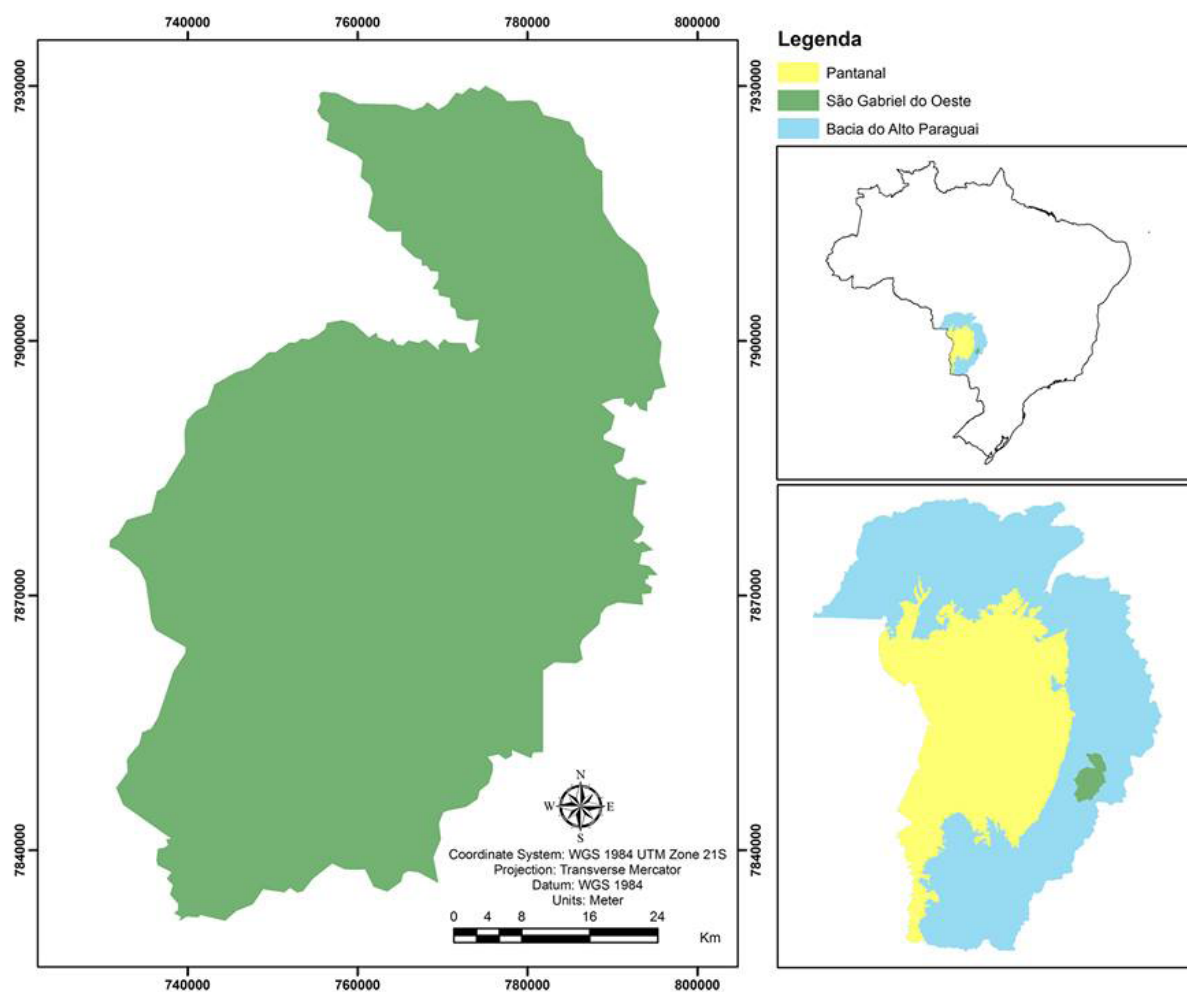 740000 760000 780000 800000
7930000
7900000
7870000
7840000
7930000
7900000
7870000
7840000
N
W E
S
Coordinate System: WGS 1984 UTM Zone 21S
Projection: Transverse Mercator
Datum: WGS 1984
Units: Meter
0 4 8 16 24
Km
740000 760000 780000 800000
Legenda
Pantanal
São Gabriel do Oeste
Bacia do Alto Paraguai